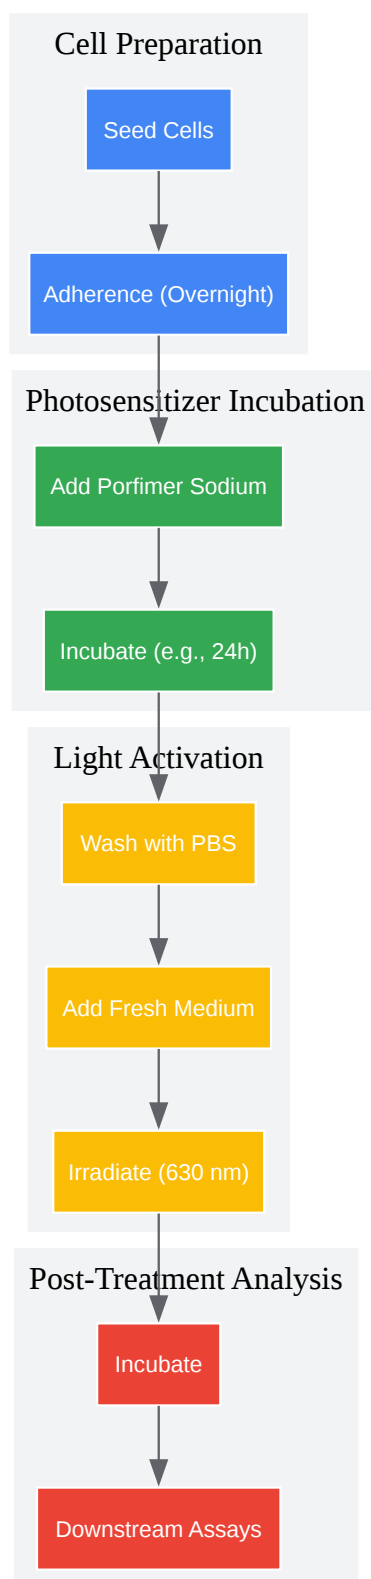 Cell Preparation
Seed Cells
Adherence (Overnight)
Photosensitizer Incubation
Add Porfimer Sodium
Incubate (e.g., 24h)
Light Activation
Wash with PBS
Add Fresh Medium
Irradiate (630 nm)
Post-Treatment Analysis
Incubate
Downstream Assays